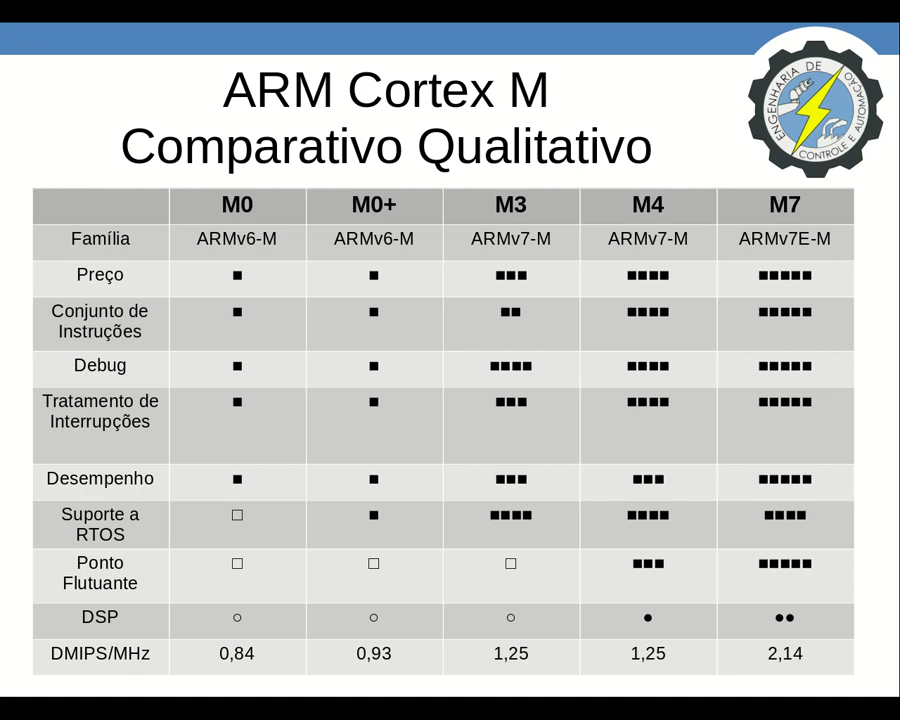 ARM Cortex M
Comparativo Qualitativo
ENGENHARIA DE
CONTROLE E AUTOMAÇÃO
M0 M0+ M3 M4 M7
Família ARMv6-M ARMv6-M ARMv7-M ARMv7-M ARMv7E-M
Preço ■ ■ ■■■ ■■■■ ■■■■■
Conjunto de ■ ■ ■■ ■■■■ ■■■■■
Instruções
Debug ■ ■ ■■■■ ■■■■ ■■■■■
Tratamento de ■ ■ ■■■ ■■■■ ■■■■■
Interrupções
Desempenho ■ ■ ■■■ ■■■ ■■■■■
Suporte a □ ■ ■■■■ ■■■■ ■■■■
RTOS
Ponto □ □ □ ■■■ ■■■■■
Flutuante
DSP ○ ○ ○ ● ●●
DMIPS/MHz 0,84 0,93 1,25 1,25 2,14